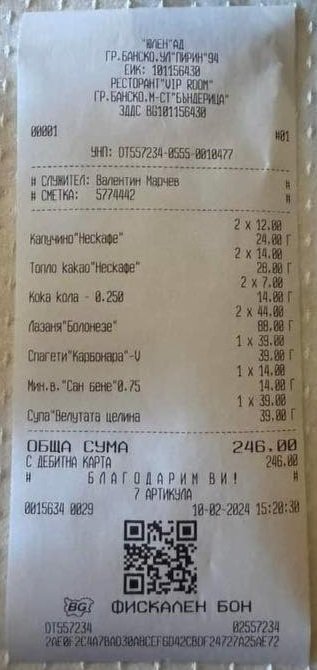 "ЮЛЕН"АД
ГР.БАНСКО.УЛ"ПИРИН"94
ЕИК: 101156430
РЕСТОРАНТ"VIP ROOM"
ГР.БАНСКО.М-СТ"БЪНДЕРИЦА"
ЗДДС BG101156430
00001 #01
УНП: DT557234-0555-0010477
# СЛУЖИТЕЛ: Валентин Марчев #
# СМЕТКА: 5774442 #
2 x 12.00
Капучино"Нескафе" 24.00 Г
2 x 14.00
Топло какао"Нескафе" 28.00 Г
2 x 7.00
Кока кола - 0.250 14.00 Г
2 x 44.00
Лазаня"Болонезе" 88.00 Г
1 x 39.00
Спагети"Карбонара"-V 39.00 Г
1 x 14.00
Мин.в."Сан бене"0.75 14.00 Г
1 x 39.00
Супа"Велутата целина 39.00 Г
ОБЩА СУМА 246.00
С ДЕБИТНА КАРТА 246.00
# БЛАГОДАРИМ ВИ! #
7 АРТИКУЛА
0015634 0029 10-02-2024 15:20:30
BG ФИСКАЛЕН БОН
DT557234 02557234